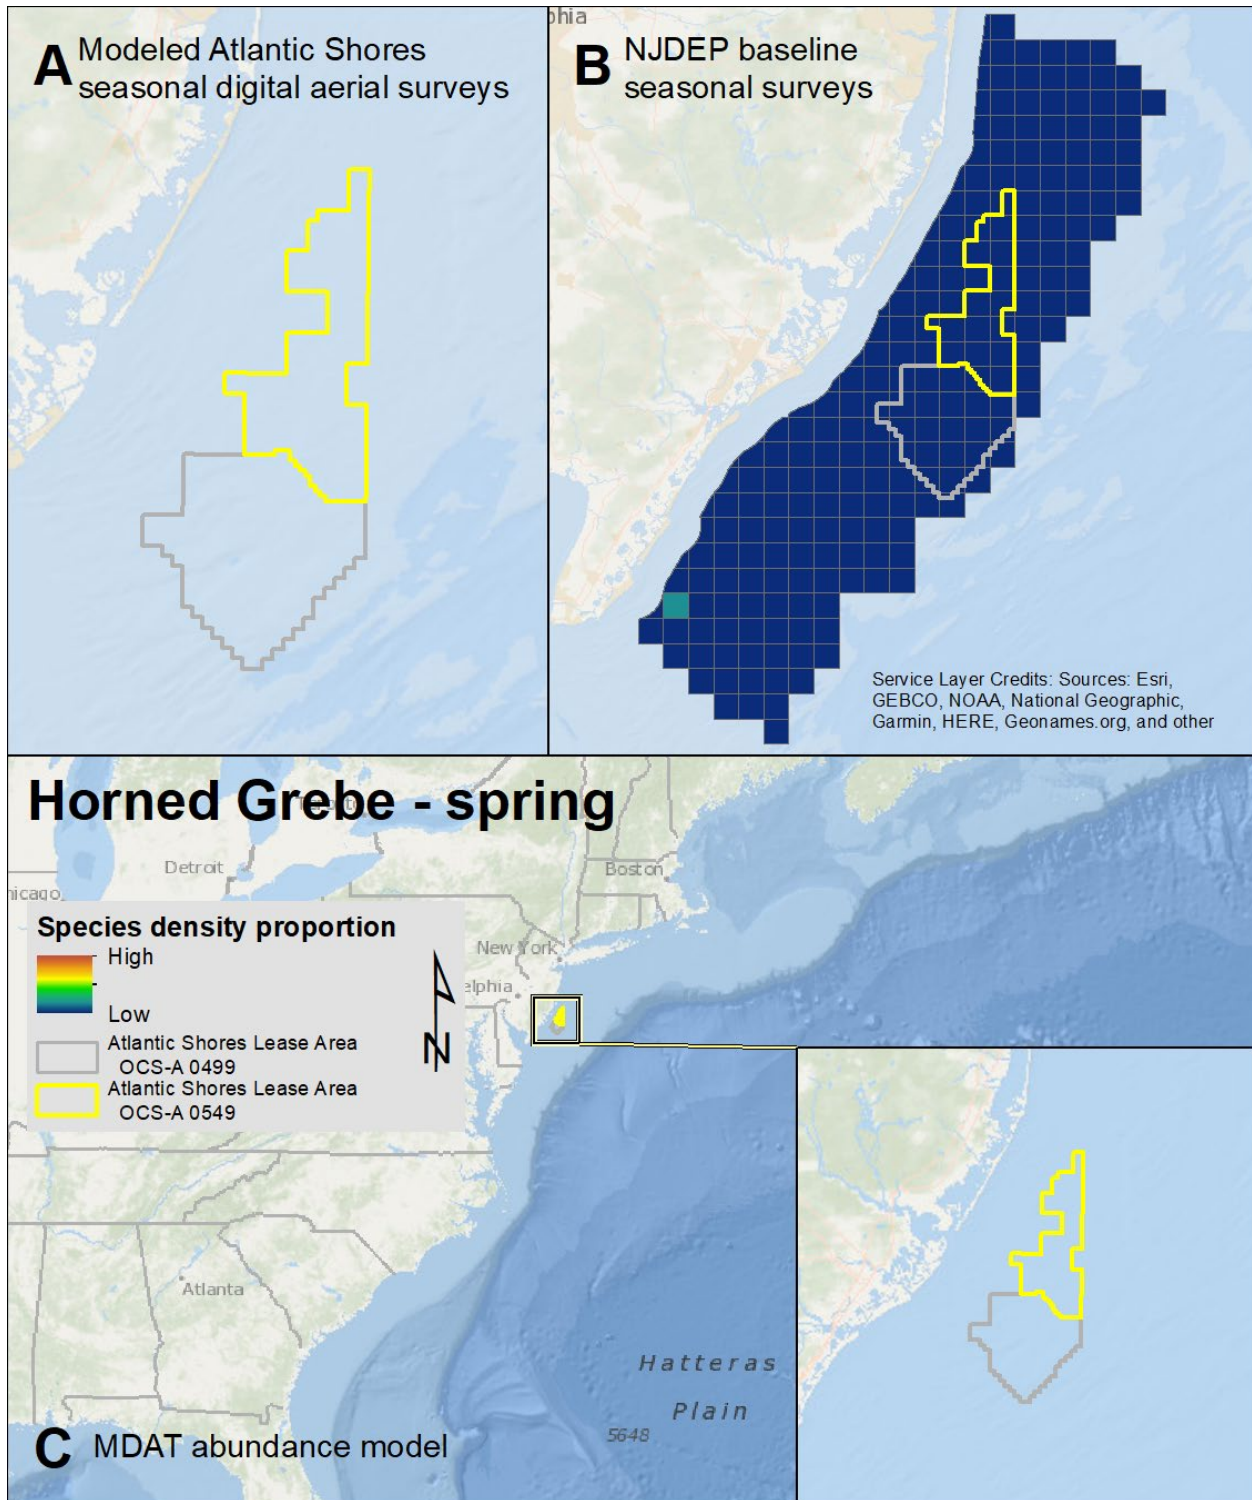 phia
A Modeled Atlantic Shores
seasonal digital aerial surveys
B NJDEP baseline
seasonal surveys
Service Layer Credits: Sources: Esri,
GEBCO, NOAA, National Geographic,
Garmin, HERE, Geonames.org, and other
Horned Grebe - spring
Detroit
Boston
hicago
Species density proportion
High
Low
Atlantic Shores Lease Area
OCS-A 0499
Atlantic Shores Lease Area
OCS-A 0549
N
New York
elphia
Atlanta
Hatteras
Plain
5648
C MDAT abundance model